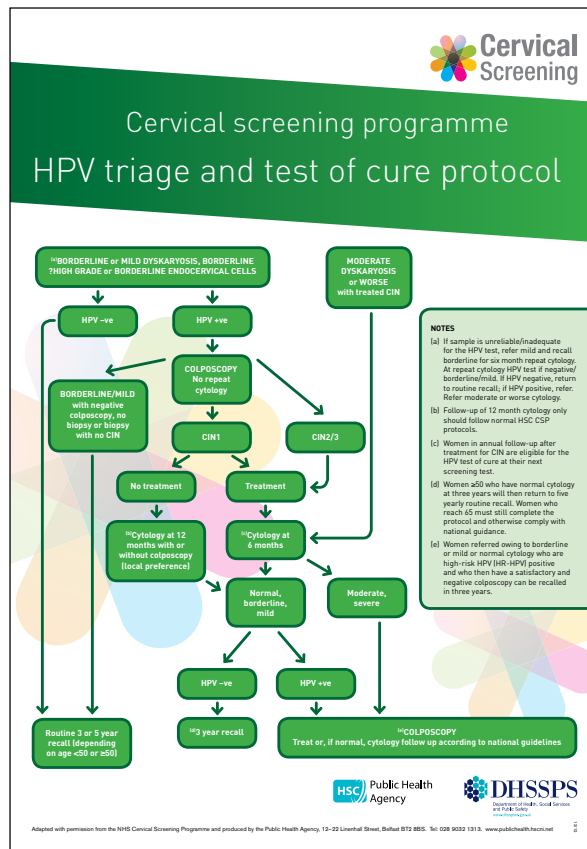 Cervical
Screening
Cervical screening programme
HPV triage and test of cure protocol
(a)BORDERLINE or MILD DYSKARYOSIS, BORDERLINE
?HIGH GRADE or BORDERLINE ENDOCERVICAL CELLS
MODERATE
DYSKARYOSIS
or WORSE
with treated CIN
HPV –ve
HPV +ve
COLPOSCOPY
No repeat
cytology
BORDERLINE/MILD
with negative
colposcopy, no
biopsy or biopsy
with no CIN
CIN1
CIN2/3
No treatment
Treatment
(b)Cytology at 12
months with or
without colposcopy
(local preference)
(c)Cytology at
6 months
Normal,
borderline,
mild
Moderate,
severe
HPV –ve
HPV +ve
Routine 3 or 5 year
recall (depending
on age <50 or ≥50)
(d)3 year recall
(e)COLPOSCOPY
Treat or, if normal, cytology follow up according to national guidelines
NOTES
(a) If sample is unreliable/inadequate
for the HPV test, refer mild and recall
borderline for six month repeat cytology.
At repeat cytology HPV test if negative/
borderline/mild. If HPV negative, return
to routine recall; if HPV positive, refer.
Refer moderate or worse cytology.
(b) Follow-up of 12 month cytology only
should follow normal HSC CSP
protocols.
(c) Women in annual follow-up after
treatment for CIN are eligible for the
HPV test of cure at their next
screening test.
(d) Women ≥50 who have normal cytology
at three years will then return to five
yearly routine recall. Women who
reach 65 must still complete the
protocol and otherwise comply with
national guidance.
(e) Women referred owing to borderline
or mild or normal cytology who are
high-risk HPV (HR-HPV) positive
and who then have a satisfactory and
negative colposcopy can be recalled
in three years.
HSC Public Health
Agency
DHSSPS
Department of Health, Social Services
and Public Safety
www.dhsspsni.gov.uk
Adapted with permission from the NHS Cervical Screening Programme and produced by the Public Health Agency, 12–22 Linenhall Street, Belfast BT2 8BS. Tel: 028 9032 1313. www.publichealth.hscni.net